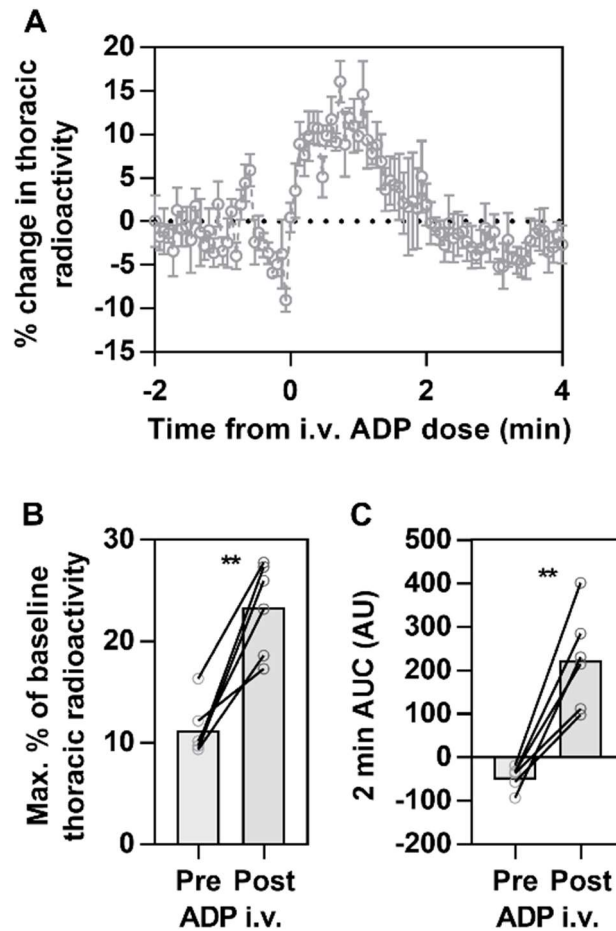 A
% change in thoracic
radioactivity
20
15
10
5
0
-5
-10
-15
-2
0
2
4
Time from i.v. ADP dose (min)
B
Max. % of baseline
thoracic radioactivity
30
20
10
0
**
Pre Post
ADP i.v.
C
2 min AUC (AU)
500
400
300
200
100
0
-100
-200
**
Pre Post
ADP i.v.